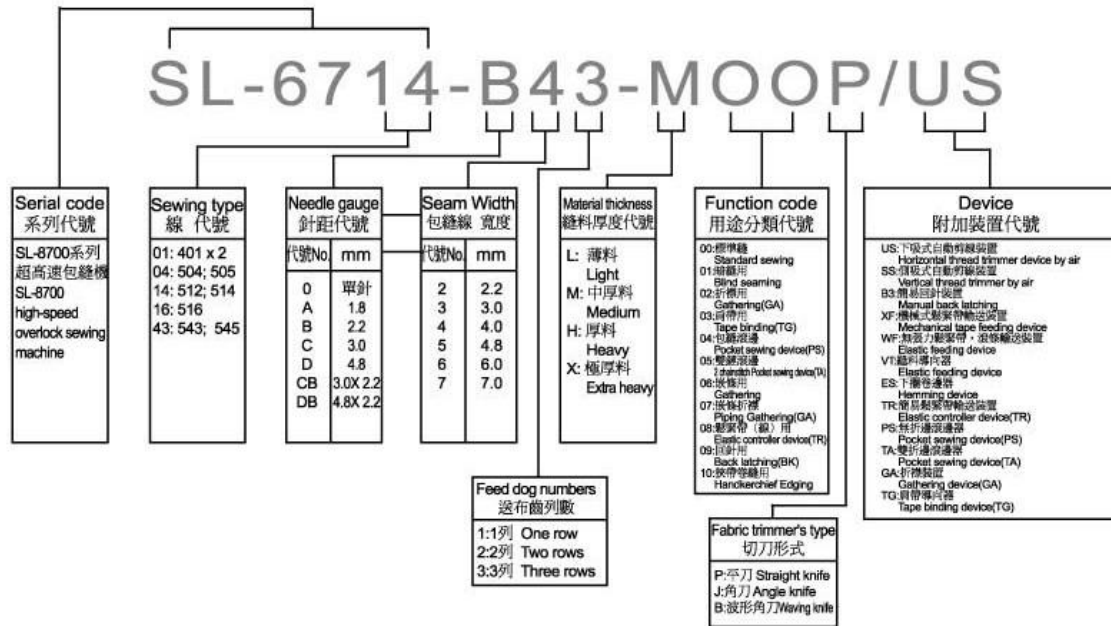 SL-6714-B43-MOOP/US
Serial code
系列代號
SL-8700系列
超高速包縫機
SL-8700
high-speed
overlock sewing
machine
Sewing type
線 代號
01: 401 x 2
04: 504; 505
14: 512; 514
16: 516
43: 543; 545
Needle gauge
針距代號
代號No. mm
0 單針
A 1.8
B 2.2
C 3.0
D 4.8
CB 3.0X 2.2
DB 4.8X 2.2
Seam Width
包縫線 寬度
代號No. mm
2 2.2
3 3.0
4 4.0
5 4.8
6 6.0
7 7.0
Feed dog numbers
送布齒列數
1:1列 One row
2:2列 Two rows
3:3列 Three rows
Material thickness
縫料厚度代號
L: 薄料
Light
M: 中厚料
Medium
H: 厚料
Heavy
X: 極厚料
Extra heavy
Function code
用途分類代號
00:標準縫
Standard sewing
01:暗縫用
Blind seaming
02:折襟用
Gathering(GA)
03:肩帶用
Tape binding(TG)
04:包縫滾邊
Pocket sewing device(PS)
05:雙鏈滾邊
2 chainstitch Pocket sewing device(TA)
06:嵌條用
Gathering
07:嵌條折襟
Piping Gathering(GA)
08:鬆緊帶（線）用
Elastic controller device(TR)
09:回針用
Back latching(BK)
10:狹帶卷縫用
Handkerchief Edging
Fabric trimmer's type
切刀形式
P:平刀 Straight knife
J:角刀 Angle knife
B:波形角刀Waving knife
Device
附加裝置代號
US:下吸式自動剪線裝置
Horizontal thread trimmer device by air
SS:側吸式自動剪線裝置
Vertical thread trimmer by air
B3:簡易回針裝置
Manual back latching
XF:機械式鬆緊帶輸送裝置
Mechanical tape feeding device
WF:無張力鬆緊帶，滾條輸送裝置
Elastic feeding device
VT:縫料導向器
Elastic feeding device
ES:下擺卷邊器
Hemming device
TR:簡易鬆緊帶輸送裝置
Elastic controller device(TR)
PS:無折邊滾邊器
Pocket sewing device(PS)
TA:雙折邊滾邊器
Pocket sewing device(TA)
GA:折襟裝置
Gathering device(GA)
TG:肩帶導向器
Tape binding device(TG)